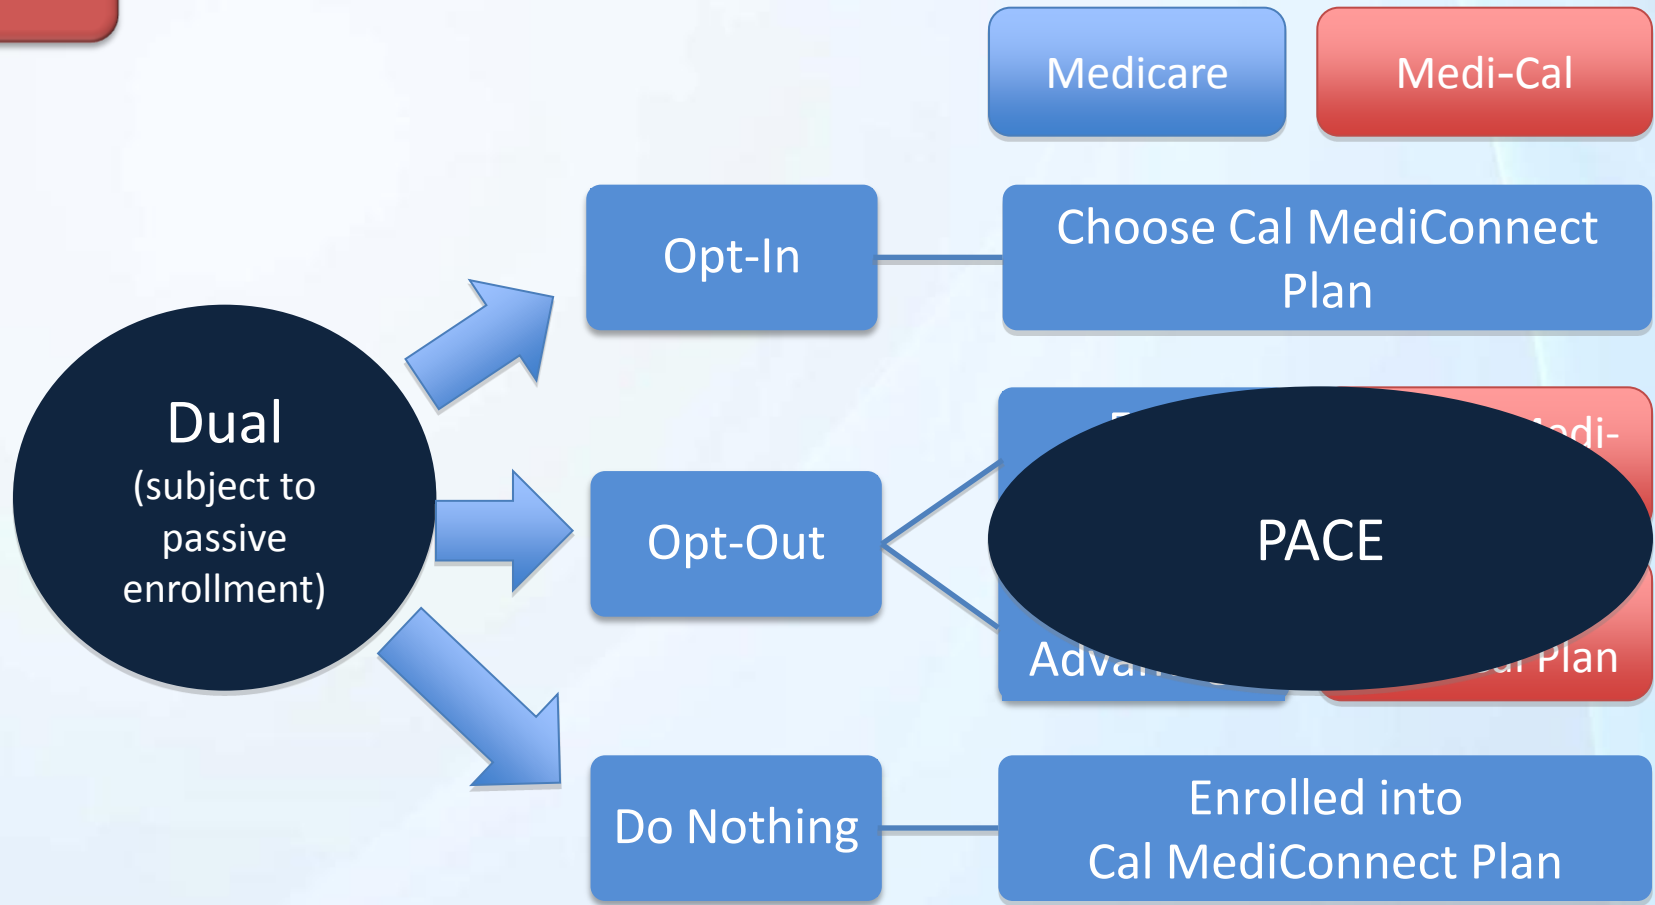 Medicare
Medi-Cal
Opt-In
Choose Cal MediConnect
Plan
Dual
(subject to
passive
enrollment)
Opt-Out
PACE
Plan
Do Nothing
Enrolled into
Cal MediConnect Plan